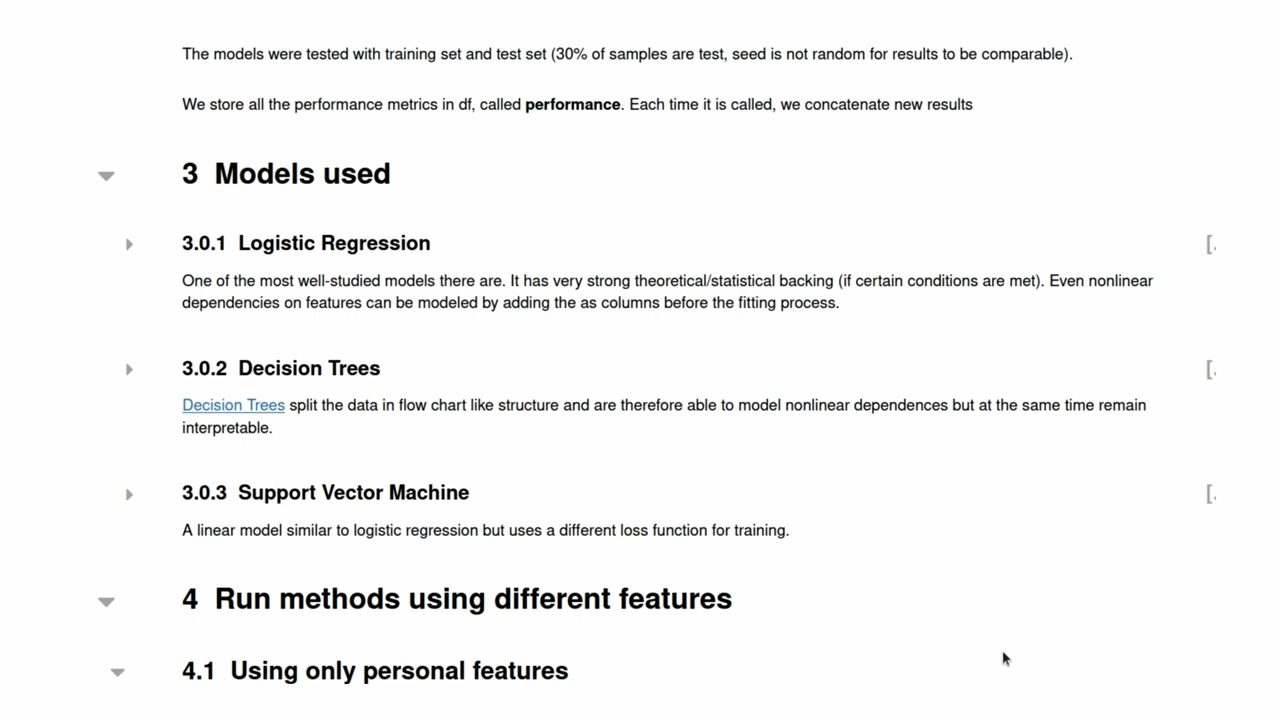 The models were tested with training set and test set (30% of samples are test, seed is not random for results to be comparable).
We store all the performance metrics in df, called performance. Each time it is called, we concatenate new results
3 Models used
3.0.1 Logistic Regression
[.
One of the most well-studied models there are. It has very strong theoretical/statistical backing (if certain conditions are met). Even nonlinear
dependencies on features can be modeled by adding the as columns before the fitting process.
3.0.2 Decision Trees
[.
Decision Trees split the data in flow chart like structure and are therefore able to model nonlinear dependences but at the same time remain
interpretable.
3.0.3 Support Vector Machine
[.
A linear model similar to logistic regression but uses a different loss function for training.
4 Run methods using different features
4.1 Using only personal features